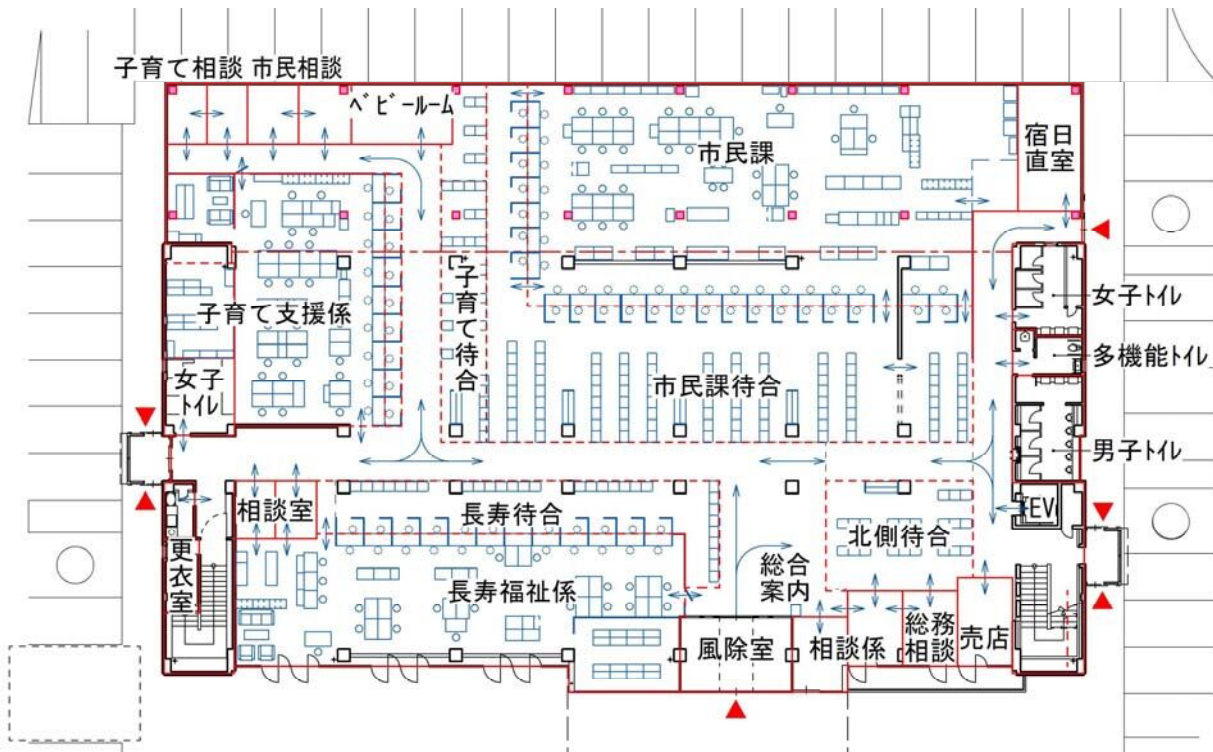 子育て相談 市民相談
ﾍﾞﾋﾞｰﾙｰﾑ
市民課
宿日
直室
子育て待合
子育て支援係
女子ﾄｲﾚ
女子
ﾄｲﾚ
市民課待合
多機能ﾄｲﾚ
男子ﾄｲﾚ
相談室
長寿待合
EV
北側待合
更衣室
長寿福祉係
総合
案内
風除室
相談係
総務
相談
売店